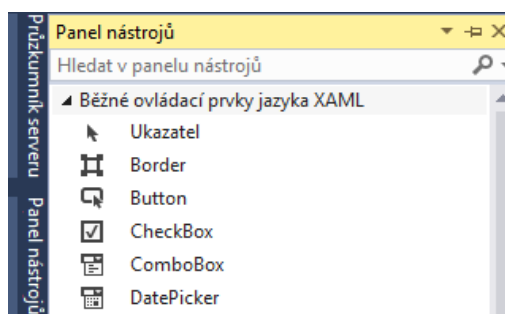 Průzkumník serveru
Panel nástrojů
Panel nástrojů
Hledat v panelu nástrojů
Běžné ovládací prvky jazyka XAML
Ukazatel
Border
Button
CheckBox
ComboBox
DatePicker